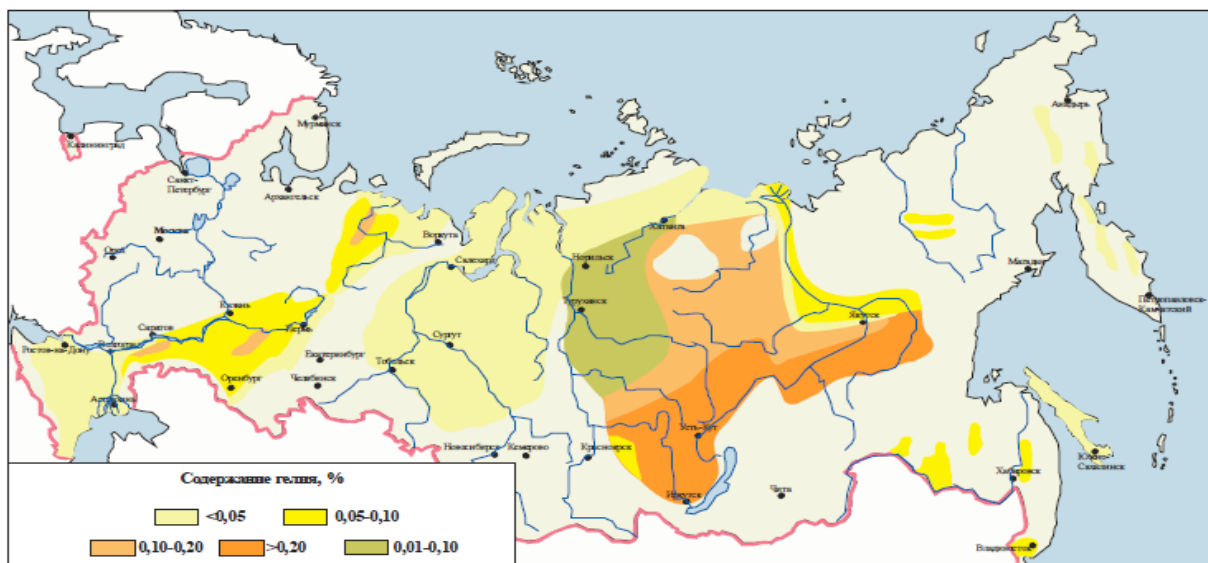 Мурманск
Калининград
Санкт-
Петербург
Архангельск
Воркута
Москва
Орел
Салехард
Норильск
Хатанга
Туруханск
Анадырь
Магадан
Петропавловск-
Камчатский
Казань
Пермь
Саратов
Ростов-на-Дону
Екатеринбург
Сургут
Тобольск
Челябинск
Оренбург
Астрахань
Якутск
Усть-Кут
Новосибирск
Кемерово
Красноярск
Иркутск
Чита
Хабаровск
Южно-
Сахалинск
Владивосток
Содержание гелия, %
<0,05
0,05-0,10
0,10-0,20
>0,20
0,01-0,10